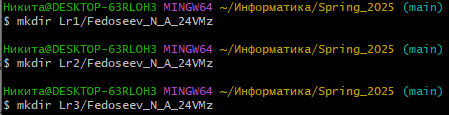 Никита@DESKTOP-63RLOH3 MINGW64 ~/Информатика/Spring_2025 (main)
$ mkdir Lr1/Fedoseev_N_A_24VMz
Никита@DESKTOP-63RLOH3 MINGW64 ~/Информатика/Spring_2025 (main)
$ mkdir Lr2/Fedoseev_N_A_24VMz
Никита@DESKTOP-63RLOH3 MINGW64 ~/Информатика/Spring_2025 (main)
$ mkdir Lr3/Fedoseev_N_A_24VMz